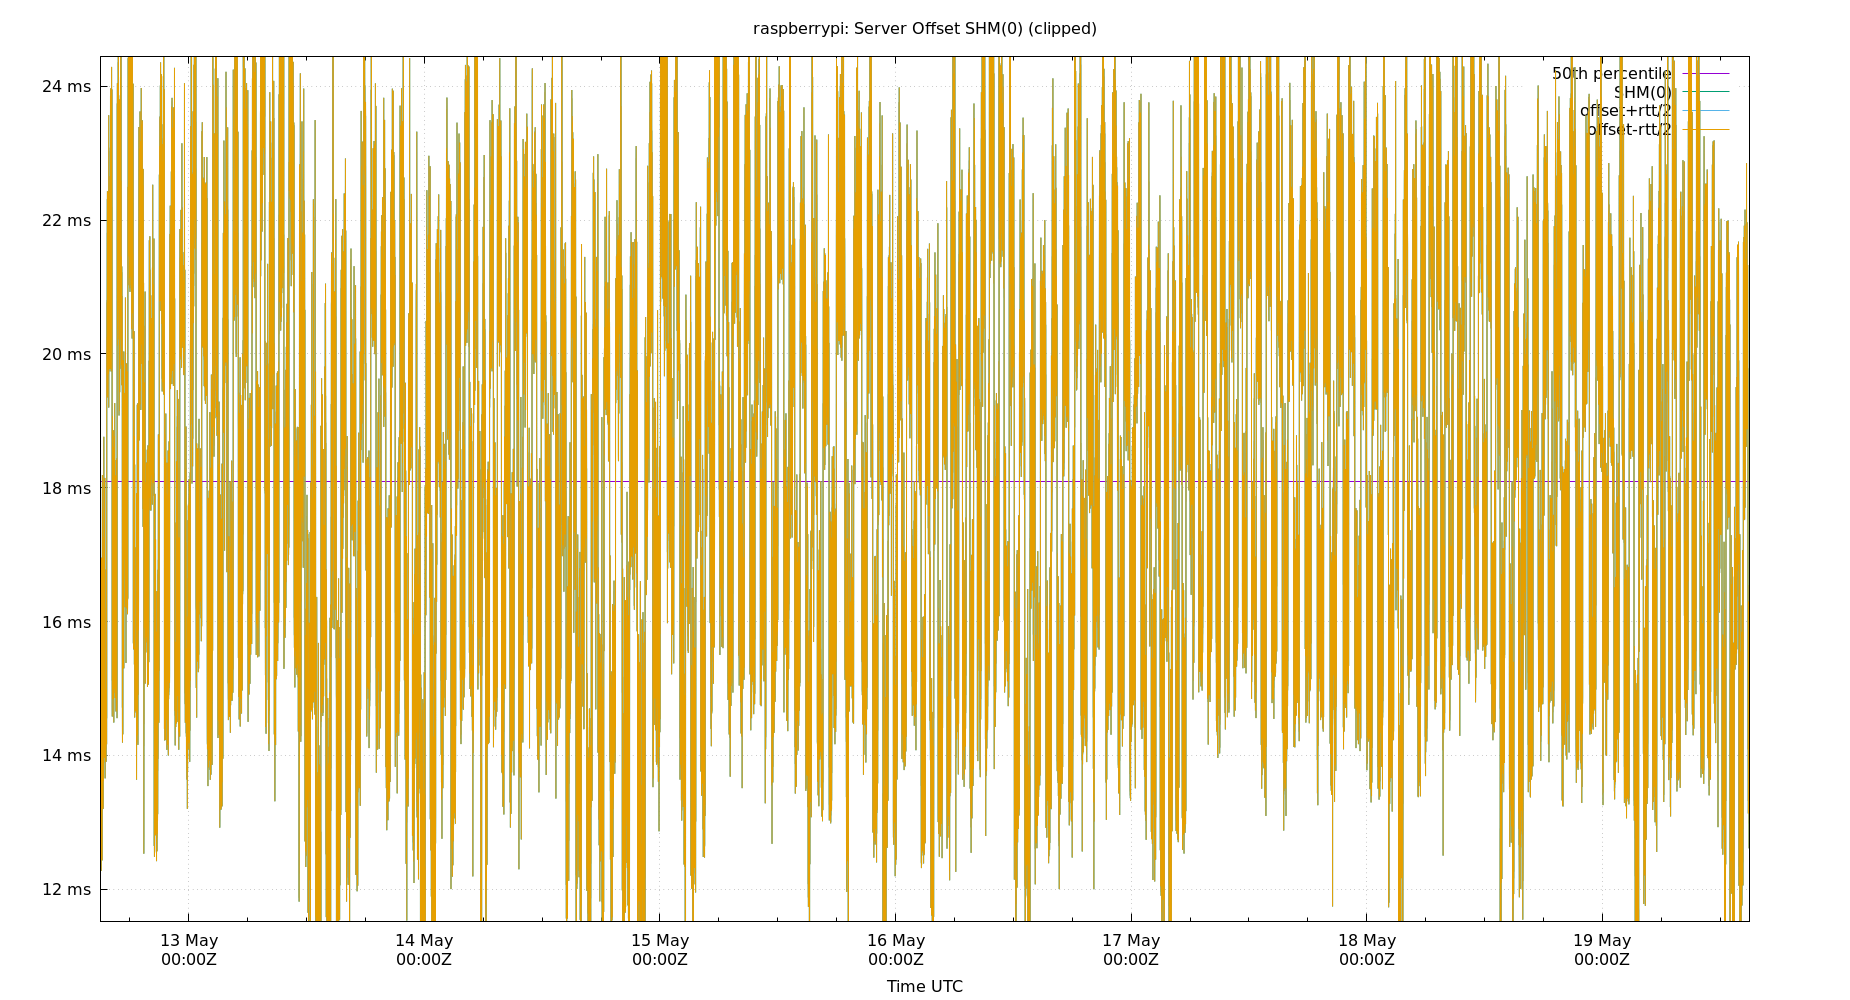 raspberrypi: Server Offset SHM(0) (clipped)
50th percentile
SHM(0)
offset+rtt/2
offset-rtt/2
24 ms
22 ms
20 ms
18 ms
16 ms
14 ms
12 ms
13 May
00:00Z
14 May
00:00Z
15 May
00:00Z
16 May
00:00Z
17 May
00:00Z
18 May
00:00Z
19 May
00:00Z
Time UTC